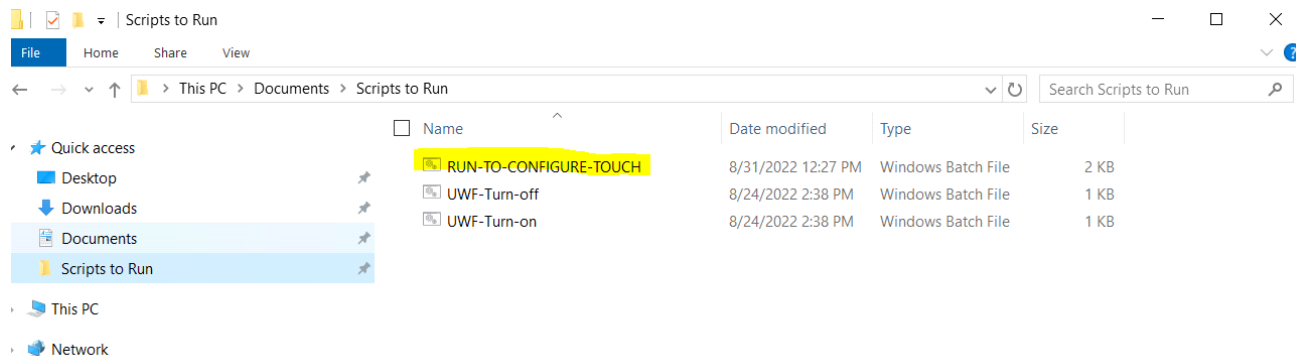 Scripts to Run
File Home Share View
This PC Documents Scripts to Run Search Scripts to Run
Name Date modified Type Size
Quick access
Desktop
Downloads
Documents
Scripts to Run
This PC
Network
RUN-TO-CONFIGURE-TOUCH 8/31/2022 12:27 PM Windows Batch File 2 KB
UWF-Turn-off 8/24/2022 2:38 PM Windows Batch File 1 KB
UWF-Turn-on 8/24/2022 2:38 PM Windows Batch File 1 KB